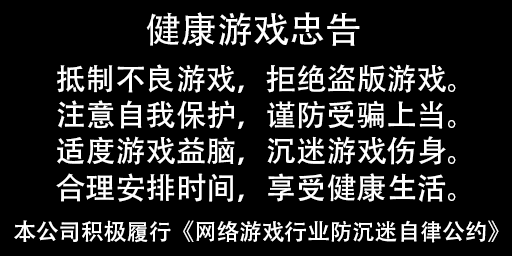 健康游戏忠告
抵制不良游戏，拒绝盗版游戏。
注意自我保护，谨防受骗上当。
适度游戏益脑，沉迷游戏伤身。
合理安排时间，享受健康生活。
本公司积极履行《网络游戏行业防沉迷自律公约》